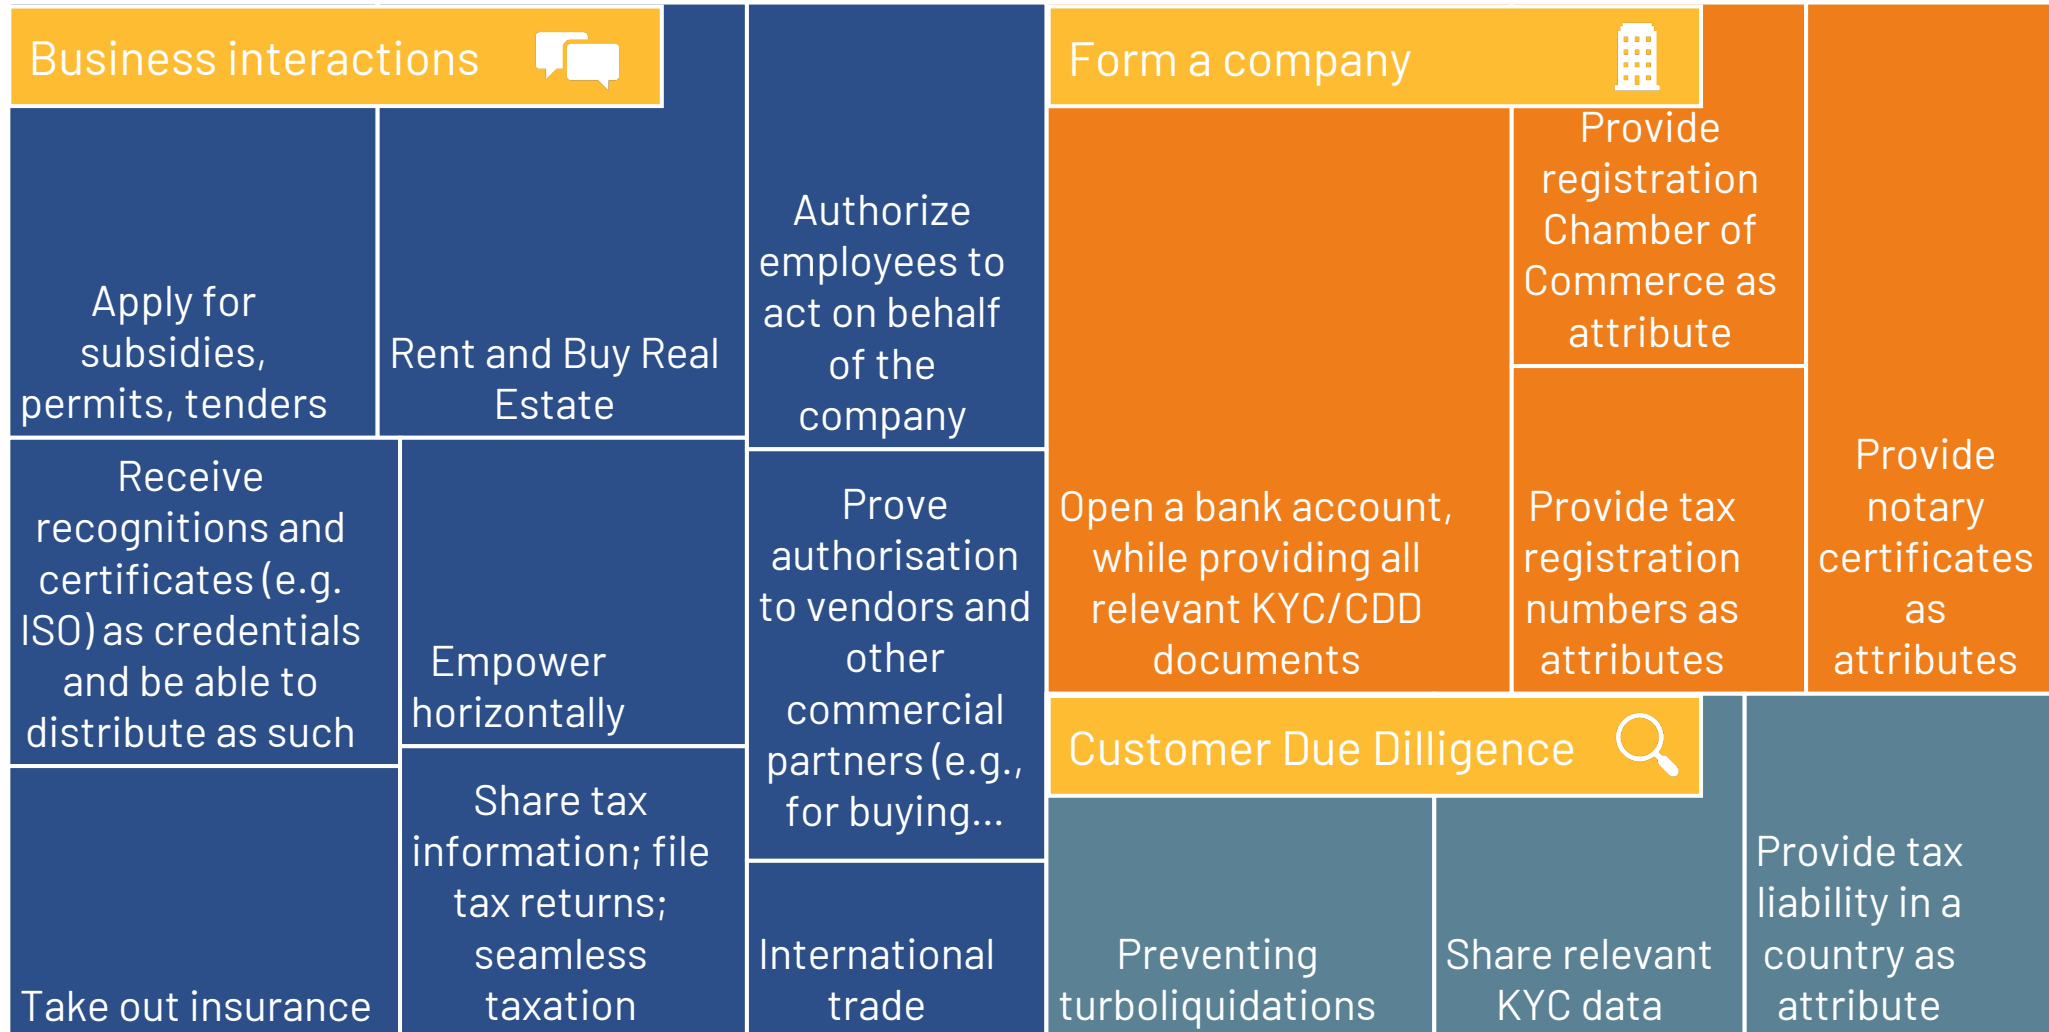 Business interactions
Apply for
subsidies,
permits, tenders
Rent and Buy Real
Estate
Authorize
employees to
act on behalf
of the
company
Receive
recognitions and
certificates (e.g.
ISO) as credentials
and be able to
distribute as such
Empower
horizontally
Prove
authorisation
to vendors and
other
commercial
partners (e.g.,
for buying...
Take out insurance
Share tax
information; file
tax returns;
seamless
taxation
International
trade
Form a company
Open a bank account,
while providing all
relevant KYC/CDD
documents
Provide
registration
Chamber of
Commerce as
attribute
Provide tax
registration
numbers as
attributes
Provide
notary
certificates
as
attributes
Customer Due Dilligence
Preventing
turboliquidations
Share relevant
KYC data
Provide tax
liability in a
country as
attribute